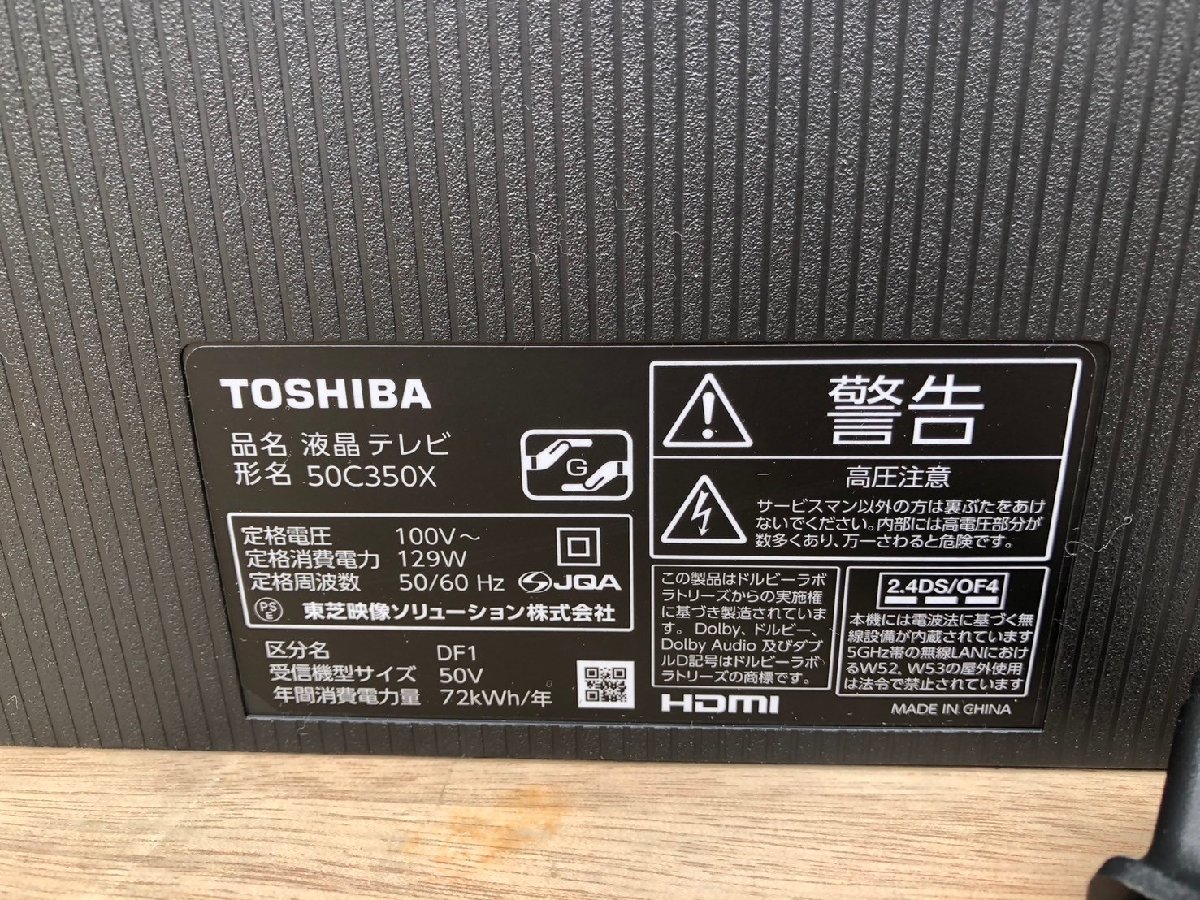 TOSHIBA
品名 液晶 テレビ
形名 50C350X
G
定格電圧 100V～
定格消費電力 129W
定格周波数 50/60 Hz
JQA
PS
E
東芝映像ソリューション株式会社
区分名 DF1
受信機型サイズ 50V
年間消費電力量 72kWh/年
警告
高圧注意
サービスマン以外の方は裏ぶたをあけ
ないでください。内部には高電圧部分が
数多くあり、万一さわると危険です。
この製品はドルビーラボ
ラトリーズからの実施権
に基づき製造されていま
す。Dolby、ドルビー、
Dolby Audio 及びダブ
ルD記号はドルビーラボ
ラトリーズの商標です。
HDMI
2.4DS/OF4
本機には電波法に基づく無
線設備が内蔵されています
5GHz帯の無線LANにおけ
るW52、W53の屋外使用
は法令で禁止されています
MADE IN CHINA